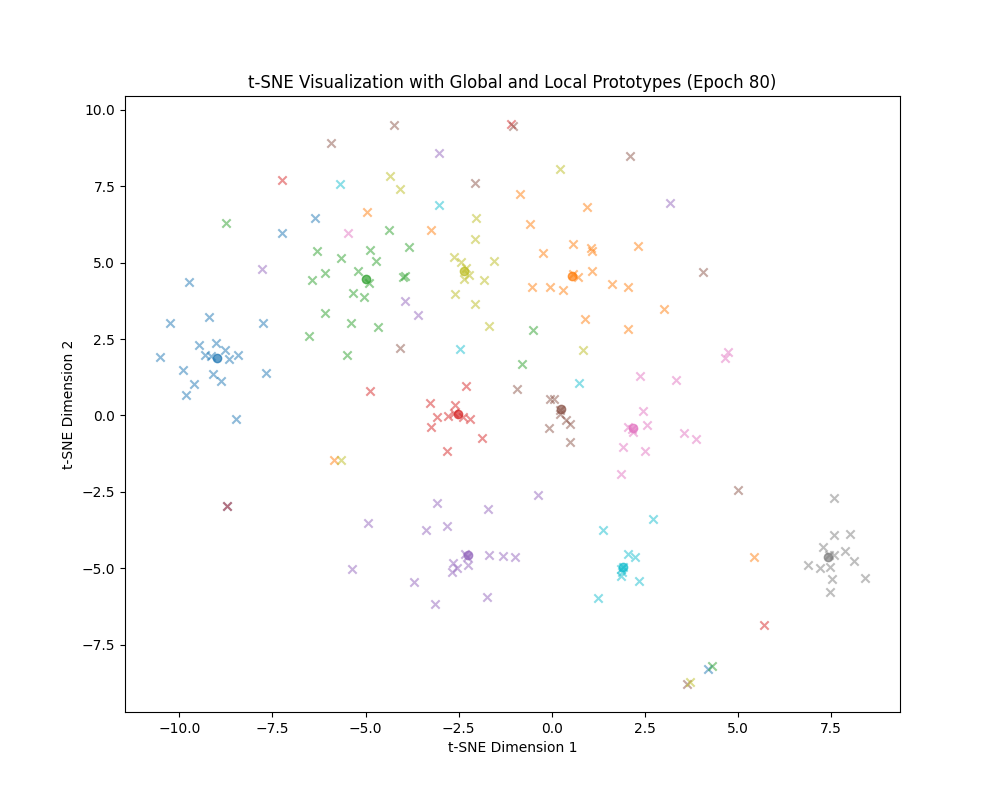 t-SNE Visualization with Global and Local Prototypes (Epoch 80)
10.0
7.5
5.0
2.5
0.0
−2.5
−5.0
−7.5
t-SNE Dimension 2
−10.0 −7.5 −5.0 −2.5 0.0 2.5 5.0 7.5
t-SNE Dimension 1